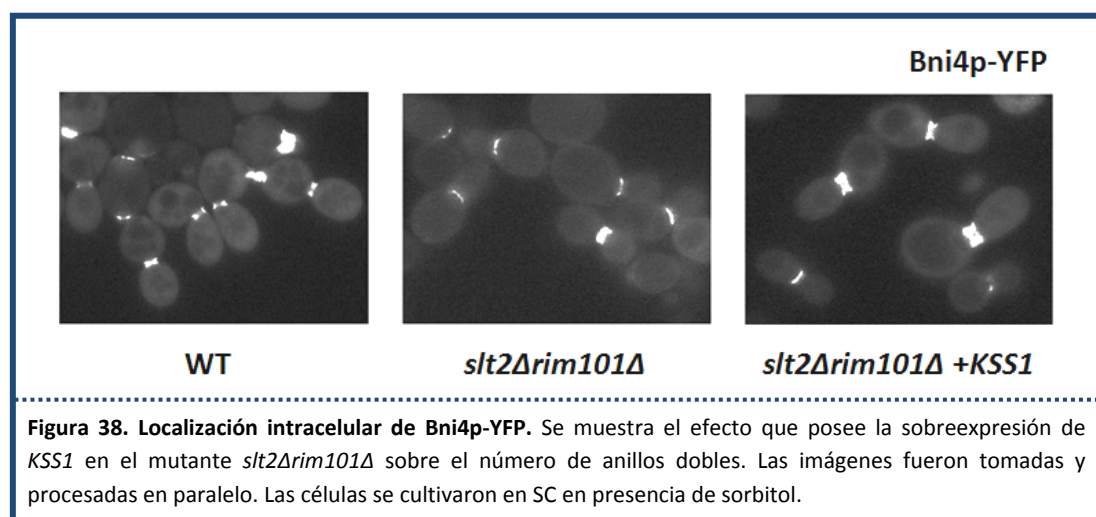 Bni4p-YFP
WT
slt2Δrim101Δ
slt2Δrim101Δ +KSS1
Figura 38. Localización intracelular de Bni4p-YFP. Se muestra el efecto que posee la sobreexpresión de
KSS1 en el mutante slt2Δrim101Δ sobre el número de anillos dobles. Las imágenes fueron tomadas y
procesadas en paralelo. Las células se cultivaron en SC en presencia de sorbitol.